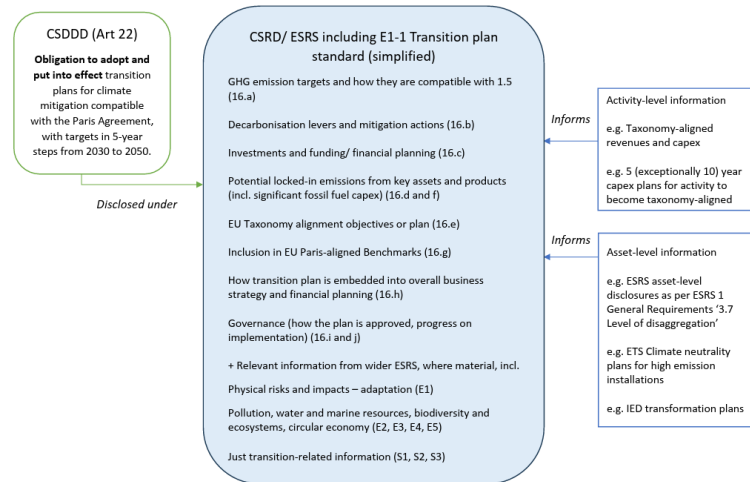 CSDDD (Art 22)
Obligation to adopt and
put into effect transition
plans for climate
mitigation compatible
with the Paris Agreement,
with targets in 5-year
steps from 2030 to 2050.
Disclosed under
CSRD/ ESRS including E1-1 Transition plan
standard (simplified)
GHG emission targets and how they are compatible with 1.5
(16.a)
Decarbonisation levers and mitigation actions (16.b)
Investments and funding/ financial planning (16.c)
Potential locked-in emissions from key assets and products
(incl. significant fossil fuel capex) (16.d and f)
EU Taxonomy alignment objectives or plan (16.e)
Inclusion in EU Paris-aligned Benchmarks (16.g)
How transition plan is embedded into overall business
strategy and financial planning (16.h)
Governance (how the plan is approved, progress on
implementation) (16.i and j)
+ Relevant information from wider ESRS, where material, incl.
Physical risks and impacts – adaptation (E1)
Pollution, water and marine resources, biodiversity and
ecosystems, circular economy (E2, E3, E4, E5)
Just transition-related information (S1, S2, S3)
Informs
Activity-level information
e.g. Taxonomy-aligned
revenues and capex
e.g. 5 (exceptionally 10) year
capex plans for activity to
become taxonomy-aligned
Informs
Asset-level information
e.g. ESRS asset-level
disclosures as per ESRS 1
General Requirements ‘3.7
Level of disaggregation’
e.g. ETS Climate neutrality
plans for high emission
installations
e.g. IED transformation plans